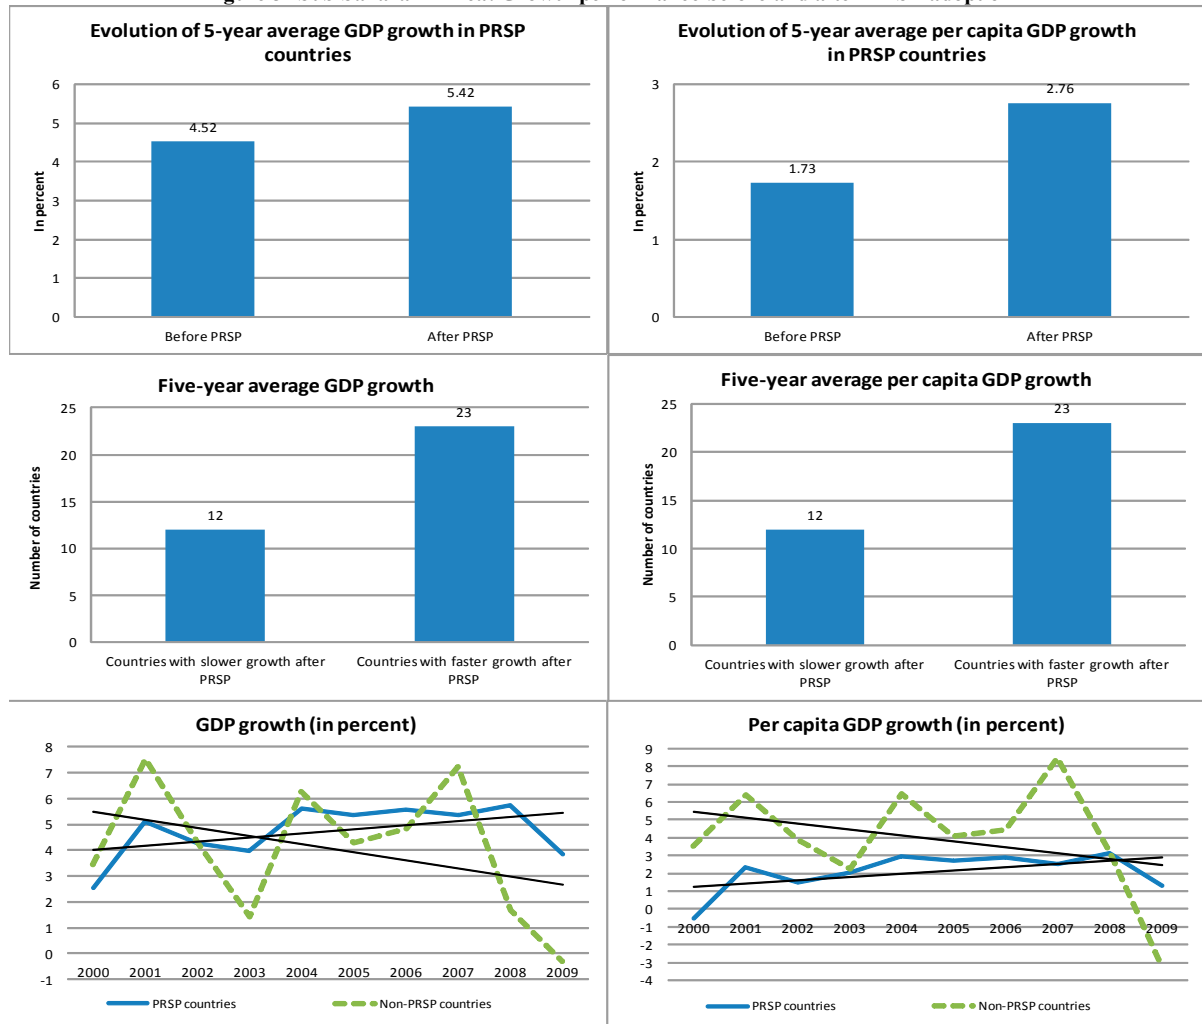 Evolution of 5-year average GDP growth in PRSP
countries
In percent
6
5
4
3
2
1
0
4.52
5.42
Before PRSP
After PRSP
Evolution of 5-year average per capita GDP growth
in PRSP countries
In percent
3
2
1
0
1.73
2.76
Before PRSP
After PRSP
Five-year average GDP growth
Number of countries
25
20
15
10
5
0
12
23
Countries with slower growth after
PRSP
Countries with faster growth after
PRSP
Five-year average per capita GDP growth
Number of countries
25
20
15
10
5
0
12
23
Countries with slower growth after
PRSP
Countries with faster growth after
PRSP
GDP growth (in percent)
8
7
6
5
4
3
2
1
0
-1
2000 2001 2002 2003 2004 2005 2006 2007 2008 2009
PRSP countries
Non-PRSP countries
Per capita GDP growth (in percent)
9
8
7
6
5
4
3
2
1
0
-1
-2
-3
-4
2000 2001 2002 2003 2004 2005 2006 2007 2008 2009
PRSP countries
Non-PRSP countries